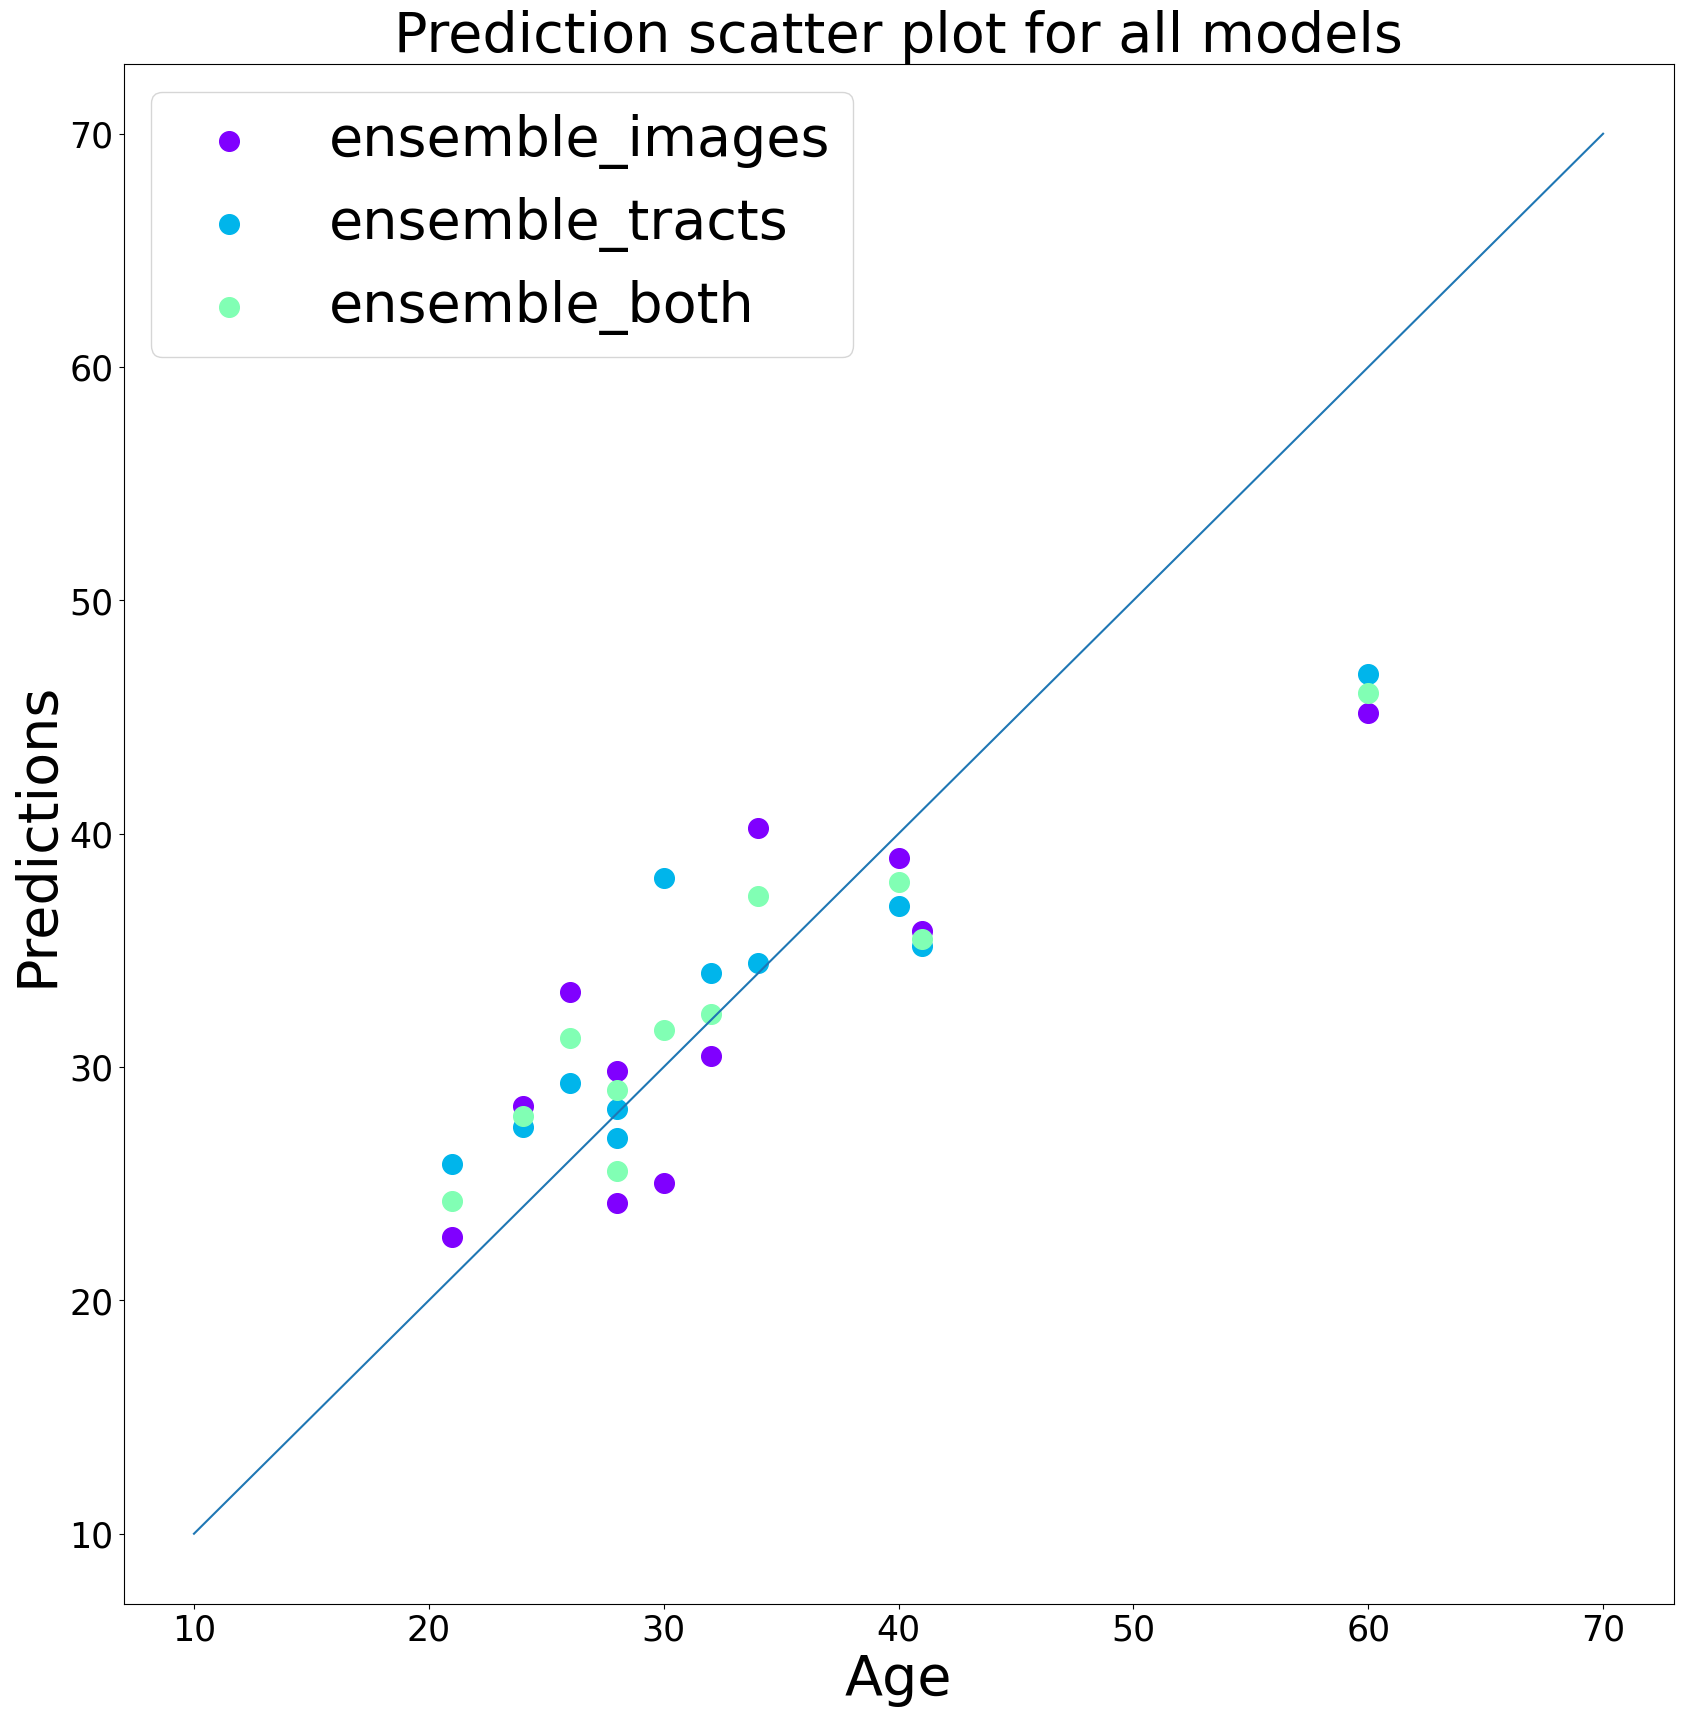 Prediction scatter plot for all models
ensemble_images
ensemble_tracts
ensemble_both
70
60
50
40
30
20
10
Predictions
10 20 30 40 50 60 70
Age